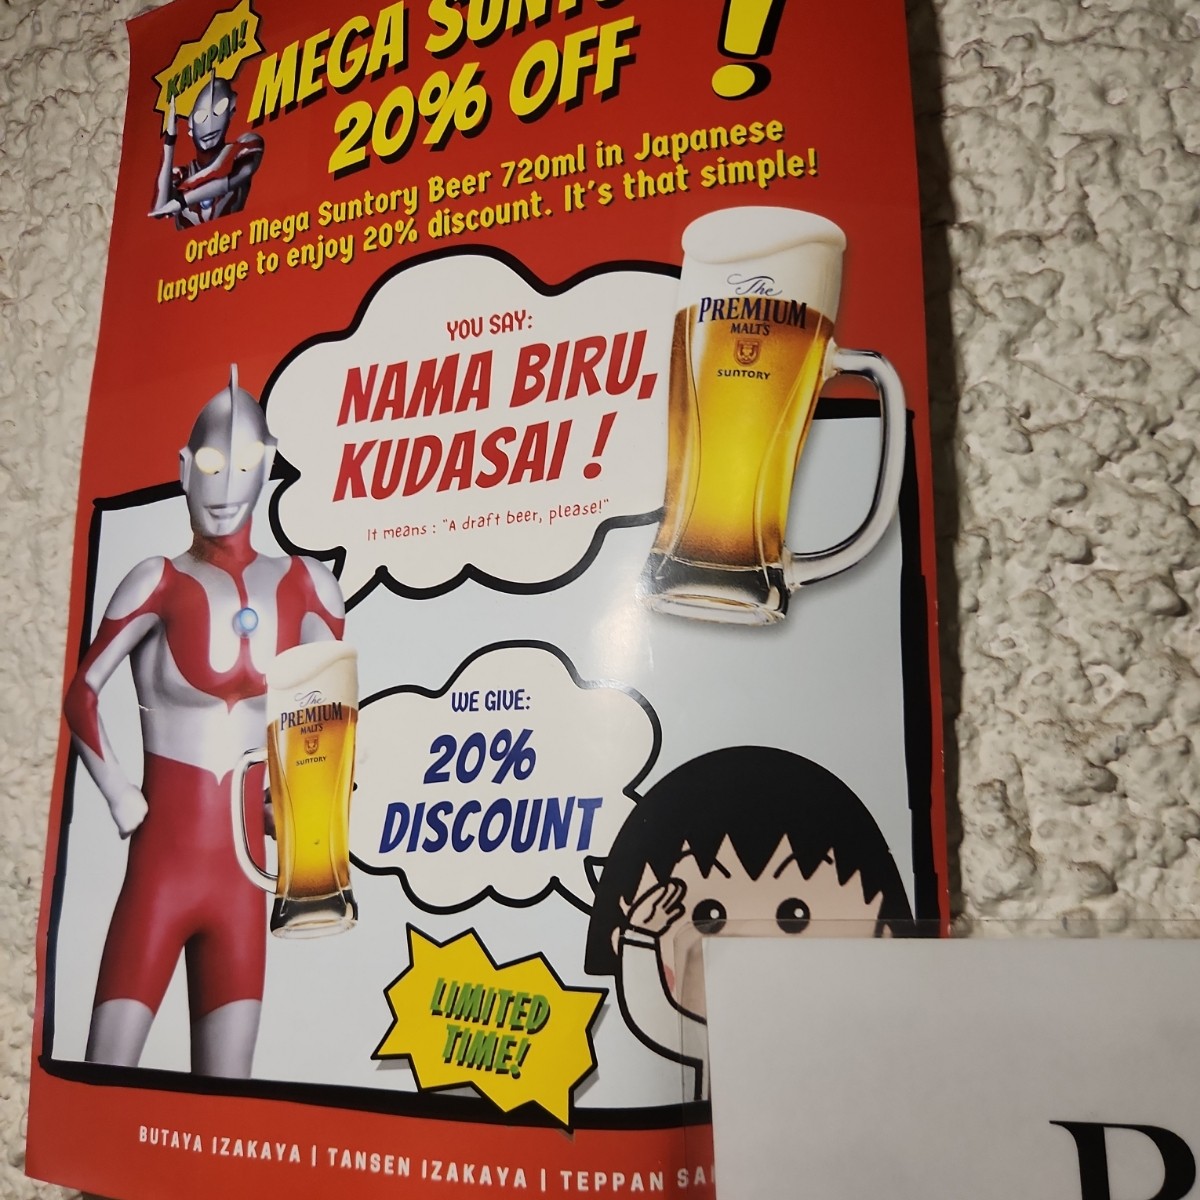 KANPAI!
MEGA
20% OFF !
Order Mega Suntory Beer 720ml in Japanese
language to enjoy 20% discount. It's that simple!
YOU SAY:
NAMA BIRU,
KUDASAI !
It means : "A draft beer, please!"
The
PREMIUM
MALT'S
SUNTORY
The
PREMIUM
MALT'S
SUNTORY
WE GIVE:
20%
DISCOUNT
LIMITED
TIME!
BUTAYA IZAKAYA | TANSEN IZAKAYA | TEPPAN